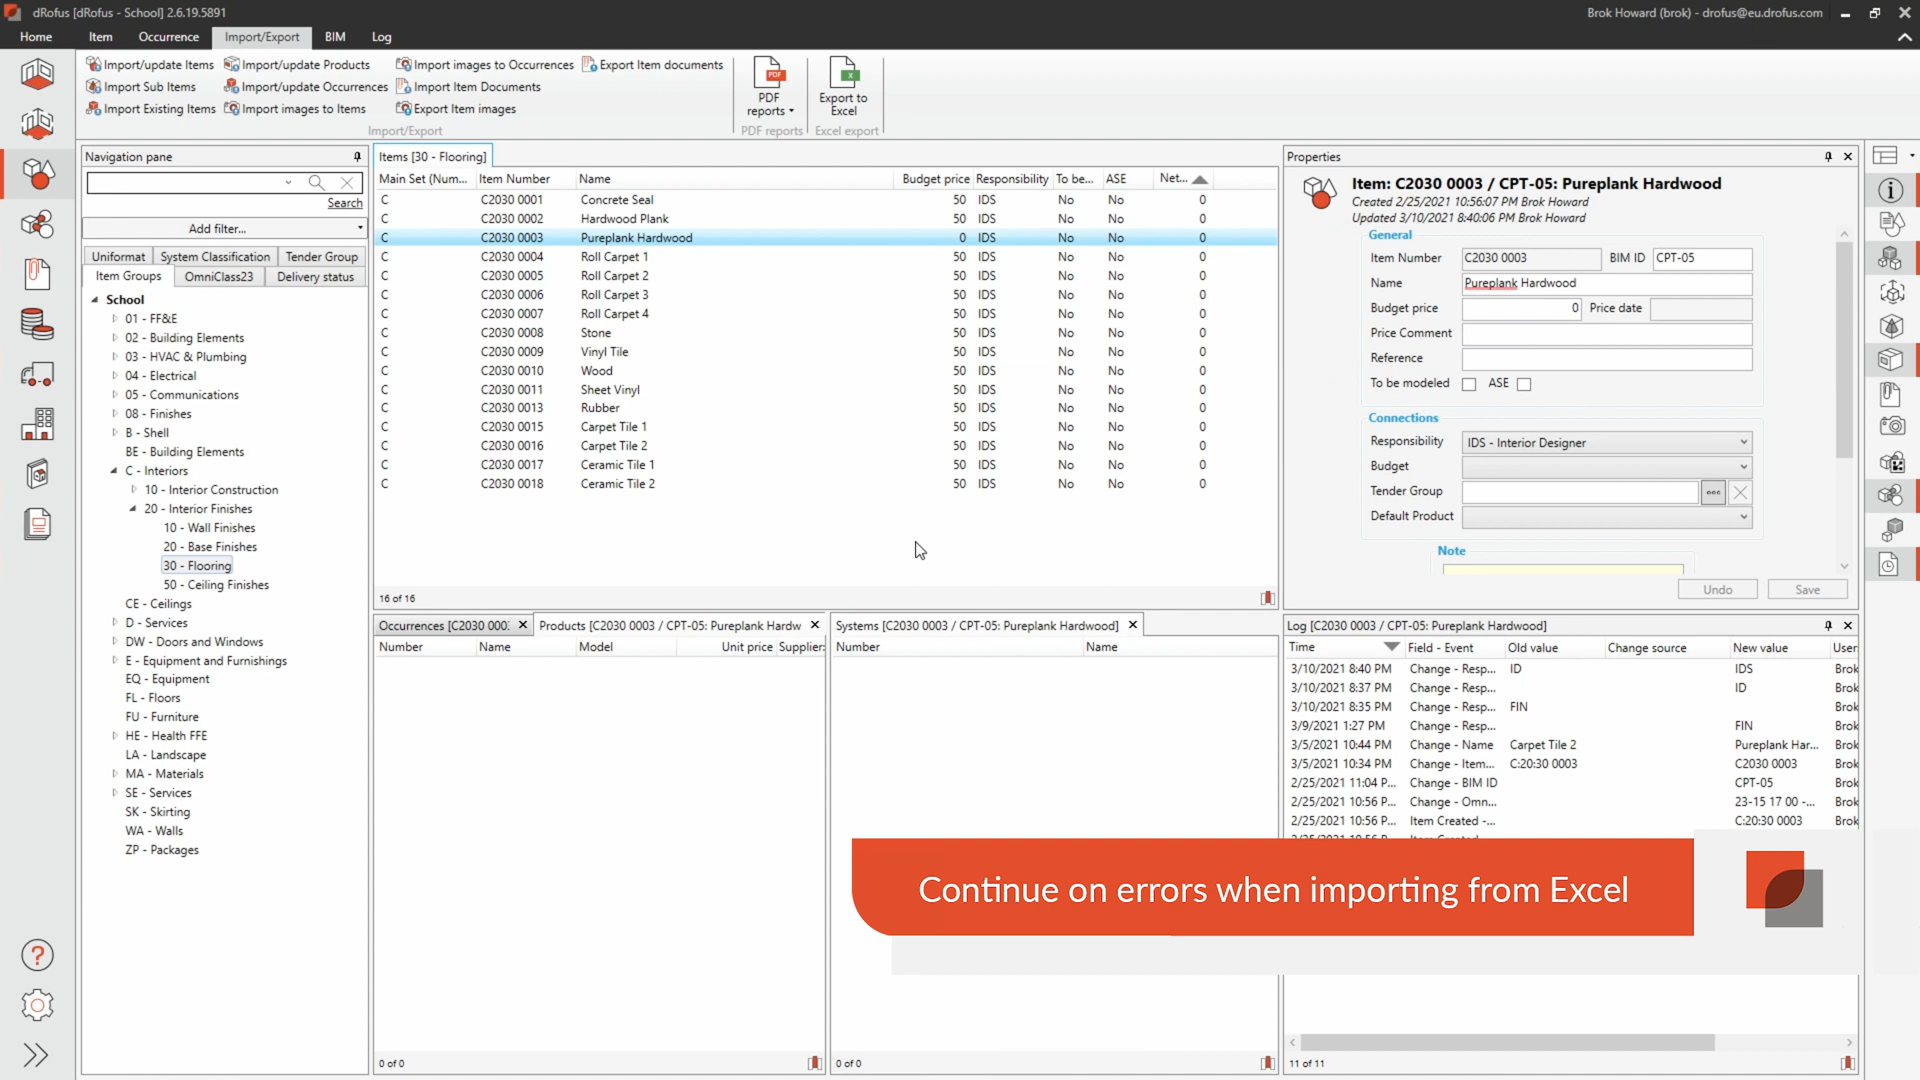 dRofus [dRofus - School] 2.6.19.5891
Brok Howard (brok) - drofus@eu.drofus.com
Home Item Occurrence Import/Export BIM Log
Import/update Items Import/update Products Import images to Occurrences Export Item documents
Import Sub Items Import/update Occurrences Import Item Documents
Import Existing Items Import images to Items Export Item images
Import/Export
PDF
PDF reports
PDF reports
Export to Excel
Excel export
Navigation pane
Search
Add filter...
Uniformat System Classification Tender Group
Item Groups OmniClass23 Delivery status
School
01 - FF&E
02 - Building Elements
03 - HVAC & Plumbing
04 - Electrical
05 - Communications
08 - Finishes
B - Shell
BE - Building Elements
C - Interiors
10 - Interior Construction
20 - Interior Finishes
10 - Wall Finishes
20 - Base Finishes
30 - Flooring
50 - Ceiling Finishes
CE - Ceilings
D - Services
DW - Doors and Windows
E - Equipment and Furnishings
EQ - Equipment
FL - Floors
FU - Furniture
HE - Health FFE
LA - Landscape
MA - Materials
SE - Services
SK - Skirting
WA - Walls
ZP - Packages
Items [30 - Flooring]
Main Set (Num... Item Number Name Budget price Responsibility To be... ASE Net...
C C2030 0001 Concrete Seal 50 IDS No No 0
C C2030 0002 Hardwood Plank 50 IDS No No 0
C C2030 0003 Pureplank Hardwood 0 IDS No No 0
C C2030 0004 Roll Carpet 1 50 IDS No No 0
C C2030 0005 Roll Carpet 2 50 IDS No No 0
C C2030 0006 Roll Carpet 3 50 IDS No No 0
C C2030 0007 Roll Carpet 4 50 IDS No No 0
C C2030 0008 Stone 50 IDS No No 0
C C2030 0009 Vinyl Tile 50 IDS No No 0
C C2030 0010 Wood 50 IDS No No 0
C C2030 0011 Sheet Vinyl 50 IDS No No 0
C C2030 0013 Rubber 50 IDS No No 0
C C2030 0015 Carpet Tile 1 50 IDS No No 0
C C2030 0016 Carpet Tile 2 50 IDS No No 0
C C2030 0017 Ceramic Tile 1 50 IDS No No 0
C C2030 0018 Ceramic Tile 2 50 IDS No No 0
16 of 16
Properties
Item: C2030 0003 / CPT-05: Pureplank Hardwood
Created 2/25/2021 10:56:07 PM Brok Howard
Updated 3/10/2021 8:40:06 PM Brok Howard
General
Item Number C2030 0003 BIM ID CPT-05
Name Pureplank Hardwood
Budget price 0 Price date
Price Comment
Reference
To be modeled ASE
Connections
Responsibility IDS - Interior Designer
Budget
Tender Group
Default Product
Note
Undo Save
Occurrences [C2030 000:
Number Name
0 of 0
Products [C2030 0003 / CPT-05: Pureplank Hardw
Model Unit price Supplier:
Systems [C2030 0003 / CPT-05: Pureplank Hardwood]
Number Name
0 of 0
Log [C2030 0003 / CPT-05: Pureplank Hardwood]
Time Field - Event Old value Change source New value User
3/10/2021 8:40 PM Change - Resp... ID IDS Brok
3/10/2021 8:37 PM Change - Resp... ID Brok
3/10/2021 8:35 PM Change - Resp... FIN Brok
3/9/2021 1:27 PM Change - Resp... FIN Brok
3/5/2021 10:44 PM Change - Name Carpet Tile 2 Pureplank Har... Brok
3/5/2021 10:34 PM Change - Item... C:20:30 0003 C2030 0003 Brok
2/25/2021 11:04 P... Change - BIM ID CPT-05 Brok
2/25/2021 10:56 P... Change - Omn... 23-15 17 00 -... Brok
2/25/2021 10:56 P... Item Created -... C:20:30 0003 Brok
11 of 11
Continue on errors when importing from Excel